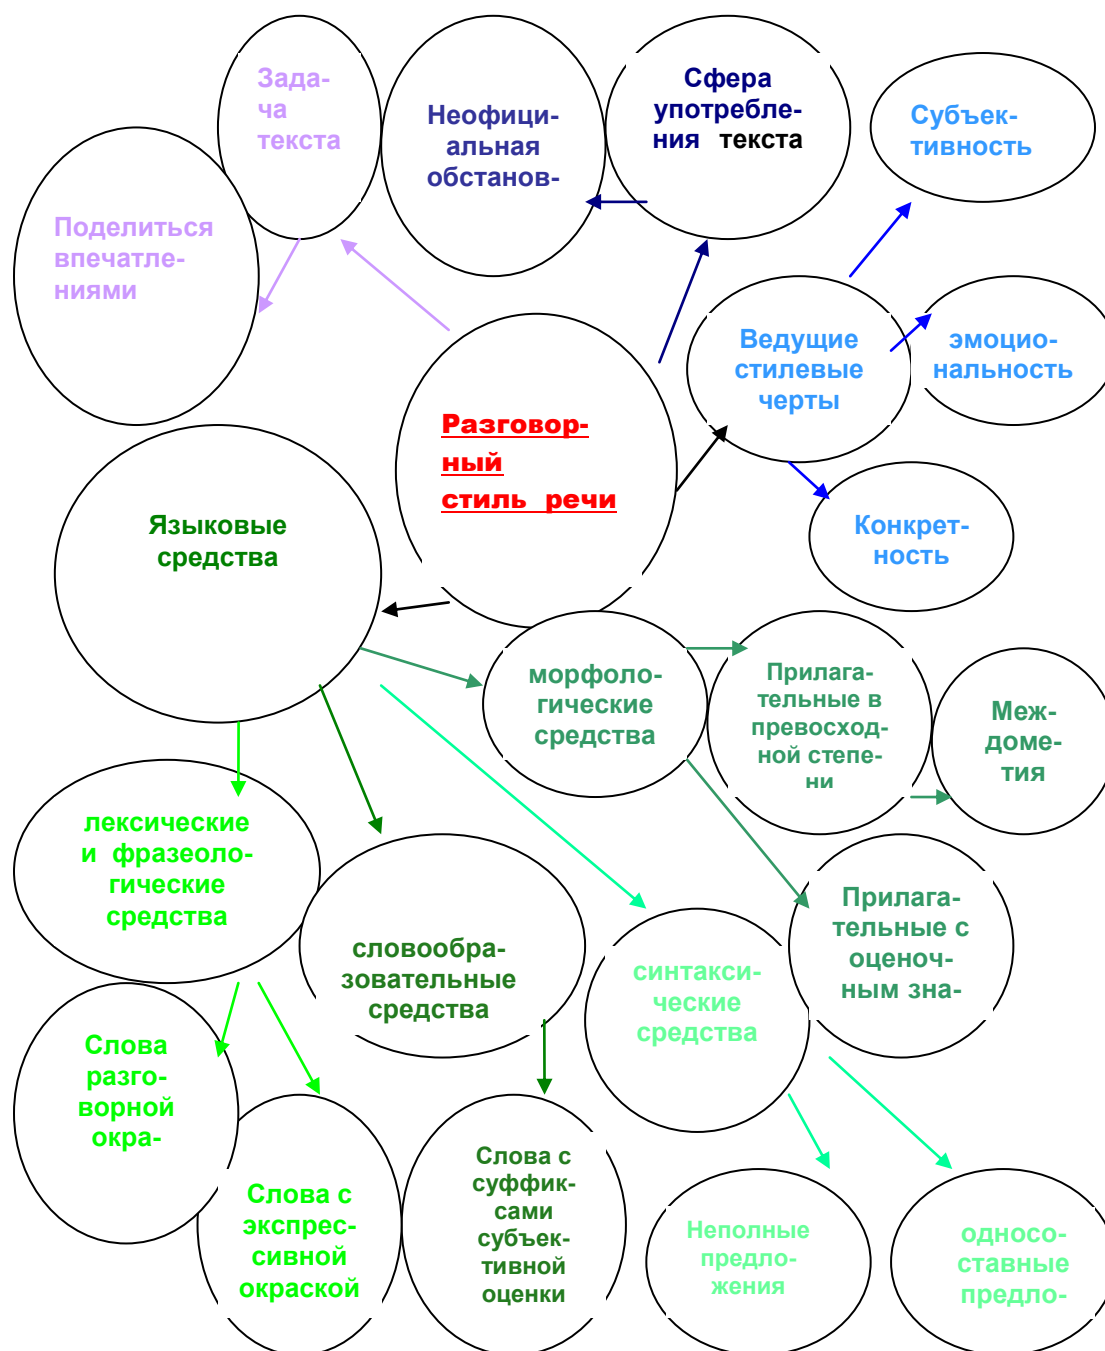 Зада-
ча
текста
Неофици-
альная
обстанов-
Сфера
употребле-
ния текста
Субъек-
тивность
Поделиться
впечатле-
ниями
Ведущие
стилевые
черты
эмоцио-
нальность
Разговор-
ный
стиль речи
Конкрет-
ность
Языковые
средства
морфоло-
гические
средства
Прилага-
тельные в
превосход-
ной степе-
ни
Меж-
доме-
тия
лексические
и фразеоло-
гические
средства
словообра-
зовательные
средства
синтакси-
ческие
средства
Прилага-
тельные с
оценоч-
ным зна-
Слова
разго-
ворной
окра-
Слова с
экспрес-
сивной
окраской
Слова с
суффик-
сами
субъек-
тивной
оценки
Неполные
предло-
жения
односо-
ставные
предло-